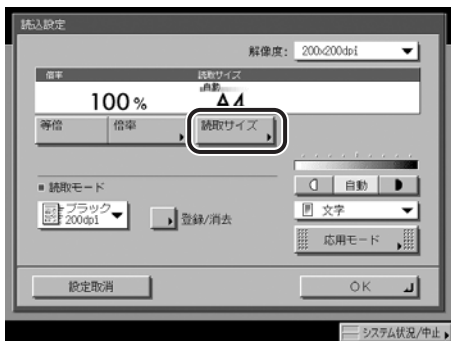 読込設定
解像度: 200×200dpi
倍率 読取サイズ
100% 自動 A4
等倍 倍率 読取サイズ
読取モード
ブラック 200dpi 登録/消去
自動
文字
応用モード
設定取消 OK
システム状況/中止